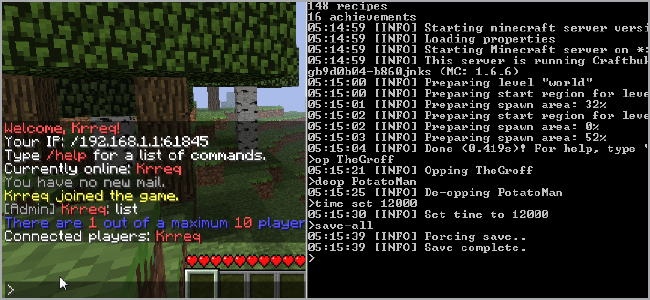 Welcome, Krreq!
Your IP: /192.168.1.1:61845
Type /help for a list of commands.
Currently online: Krreq
You have no new mail.
Krreq joined the game.
[Admin] Krreq: list
There are 1 out of a maximum 10 player
Connected players: Krreq
>
148 recipes
16 achievements
05:14:59 [INFO] Starting minecraft server versi
05:14:59 [INFO] Loading properties
05:14:59 [INFO] Starting Minecraft server on *:
05:14:59 [INFO] This server is running Craftbuk
gb9d0b04-b860jnks (MC: 1.6.6)
05:15:00 [INFO] Preparing level "world"
05:15:00 [INFO] Preparing start region for leve
05:15:01 [INFO] Preparing spawn area: 32%
05:15:02 [INFO] Preparing start region for leve
05:15:02 [INFO] Preparing spawn area: 0%
05:15:03 [INFO] Preparing spawn area: 52%
05:15:04 [INFO] Done (0.419s)! For help, type "
>op TheGroff
05:15:21 [INFO] Opping TheGroff
>deop PotatoMan
05:15:25 [INFO] De-opping PotatoMan
>time set 12000
05:15:30 [INFO] Set time to 12000
>save-all
05:15:39 [INFO] Forcing save..
05:15:39 [INFO] Save complete.
>